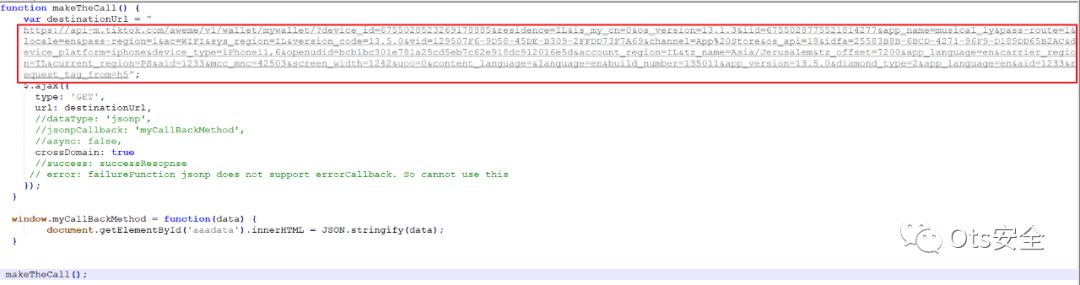 function makeTheCall() {
var destinationUrl = "
https://api-m.tiktok.com/aweme/v1/wallet/mywallet/?device_id=6755028523269178885&residence=IL&is_my_cn=0&os_version=13.1.3&iid=6755028775521814277&app_name=musical_ly&pass-route=1&
locale=en&pass-region=1&ac=WIFI&sys_region=IL&version_code=13.5.0&vid=129507F6-9D58-45DE-B309-2FFDD73F7A69&channel=App%20Store&os_api=18&idfa=25583B8B-6BCD-4271-96F9-D189DD65B2AC&d
evice_platform=iphone&device_type=iPhone11,6&openudid=bcb1bc301e781a25cd5eb7c62e918dc912016e5d&account_region=IL&tz_name=Asia/Jerusalem&tz_offset=7200&app_language=en&carrier_regio
n=IL&current_region=PS&aid=1233&mcc_mnc=42503&screen_width=1242&uoo=0&content_language=&language=en&build_number=135011&app_version=13.5.0&diamond_type=2&app_language=en&aid=1233&r
equest_tag_from=h5";
$.ajax({
type: 'GET',
url: destinationUrl,
//dataType: 'jsonp',
//jsonpCallback: 'myCallBackMethod',
//async: false,
crossDomain: true
//success: successResopnse
// error: failureFunction jsonp does not support errorCallback. So cannot use this
});
}
window.myCallBackMethod = function(data) {
document.getElementById('aaadata').innerHTML = JSON.stringify(data);
}
makeTheCall();
Ots安全